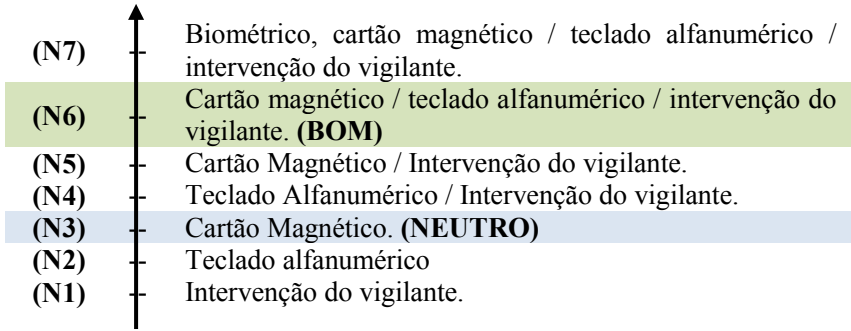 (N7) Biométrico, cartão magnético / teclado alfanumérico /
intervenção do vigilante.
(N6) Cartão magnético / teclado alfanumérico / intervenção do
vigilante. (BOM)
(N5) Cartão Magnético / Intervenção do vigilante.
(N4) Teclado Alfanumérico / Intervenção do vigilante.
(N3) Cartão Magnético. (NEUTRO)
(N2) Teclado alfanumérico
(N1) Intervenção do vigilante.